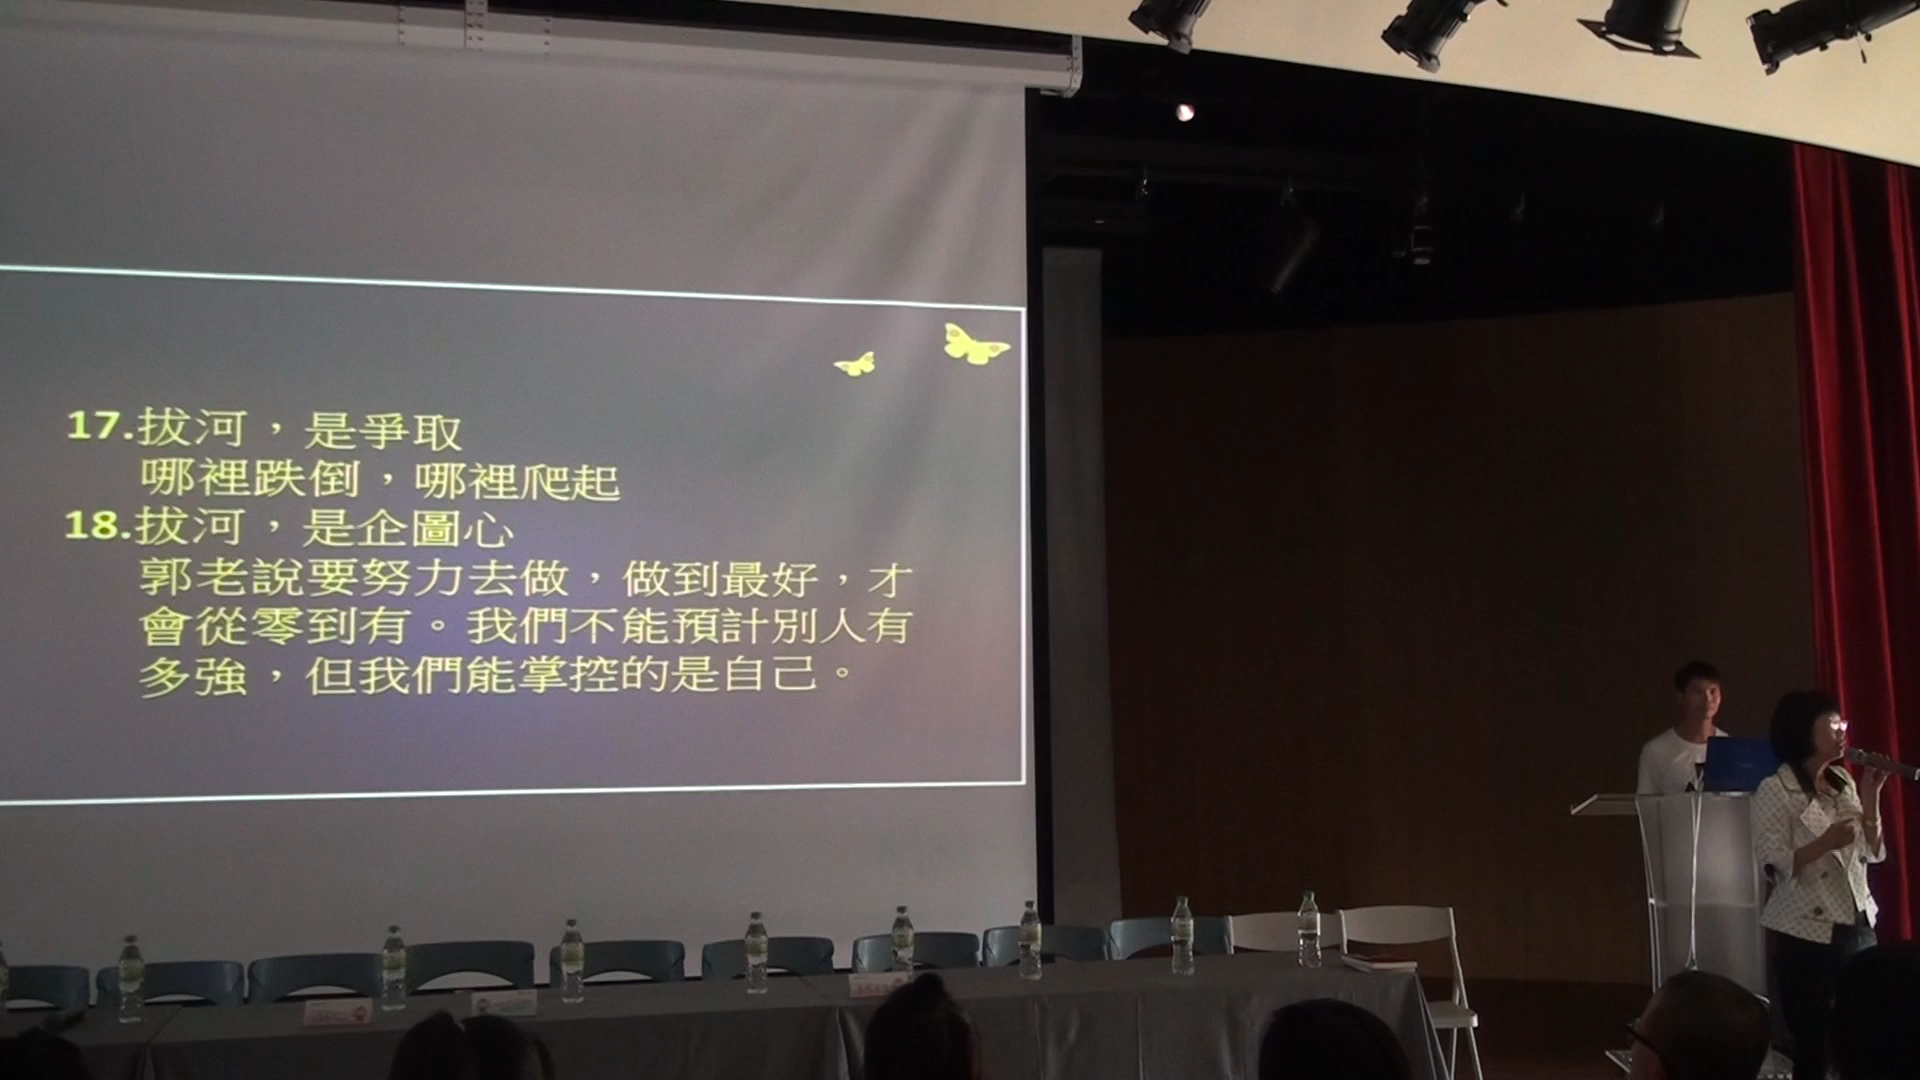 17.拔河，是爭取
哪裡跌倒，哪裡爬起
18.拔河，是企圖心
郭老說要努力去做，做到最好，才
會從零到有。我們不能預計別人有
多強，但我們能掌控的是自己。